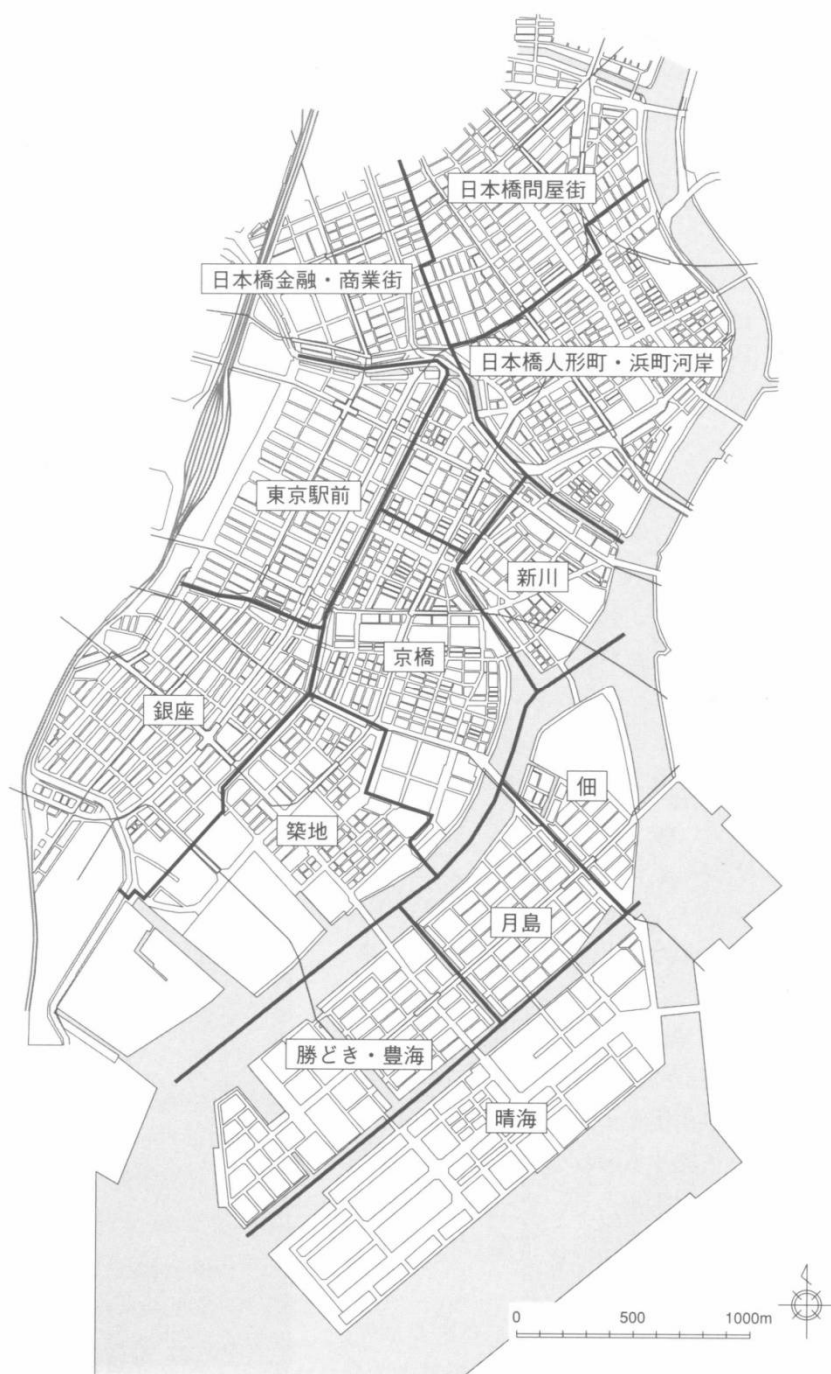 日本橋問屋街
日本橋金融・商業街
日本橋人形町・浜町河岸
東京駅前
新川
京橋
銀座
佃
築地
月島
勝どき・豊海
晴海
0 500 1000m